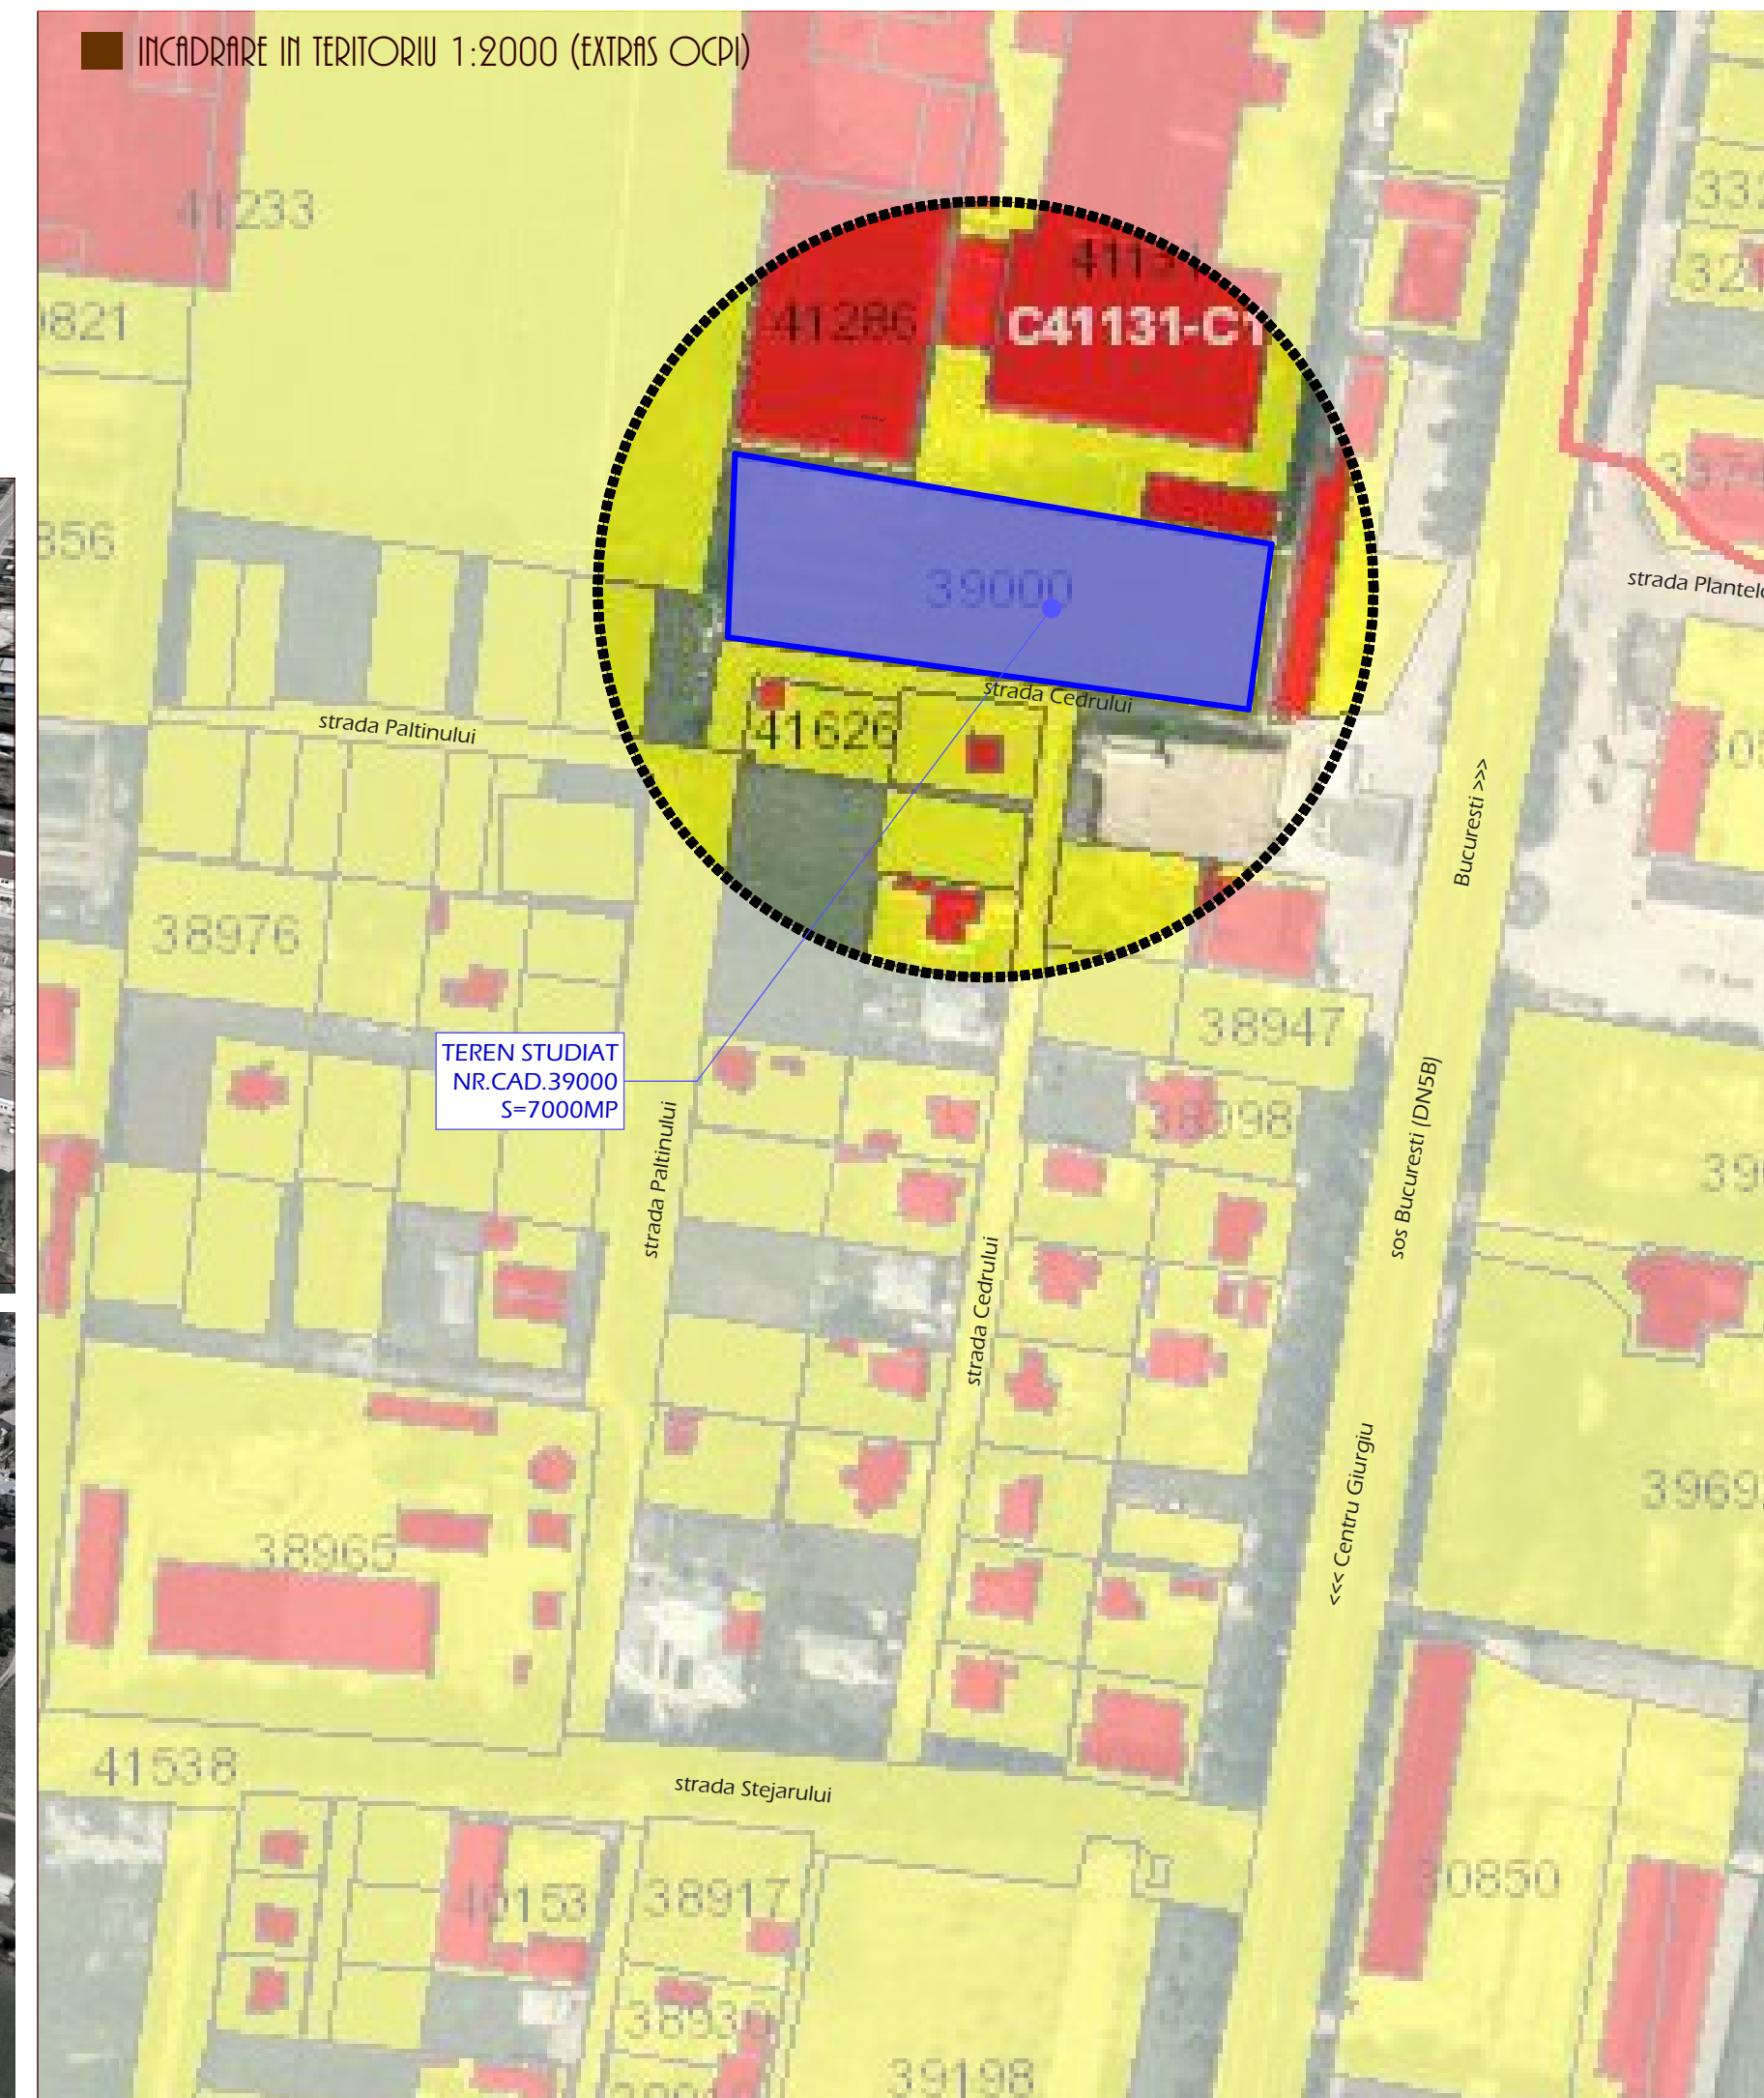 INCADRARE IN TERITORIU 1:2000 (EXTRAS OCPI)
41233
41286
C41131-C1
39000
strada Cedrului
41626
strada Paltinului
38976
38947
TEREN STUDIAT
NR.CAD.39000
S=7000MP
38998
Bucuresti >>>
strada Paltinului
strada Cedrului
sos Bucuresti (DN5B)
<<< Centru Giurgiu
38965
41538
strada Stejarului
40153
38917
39198